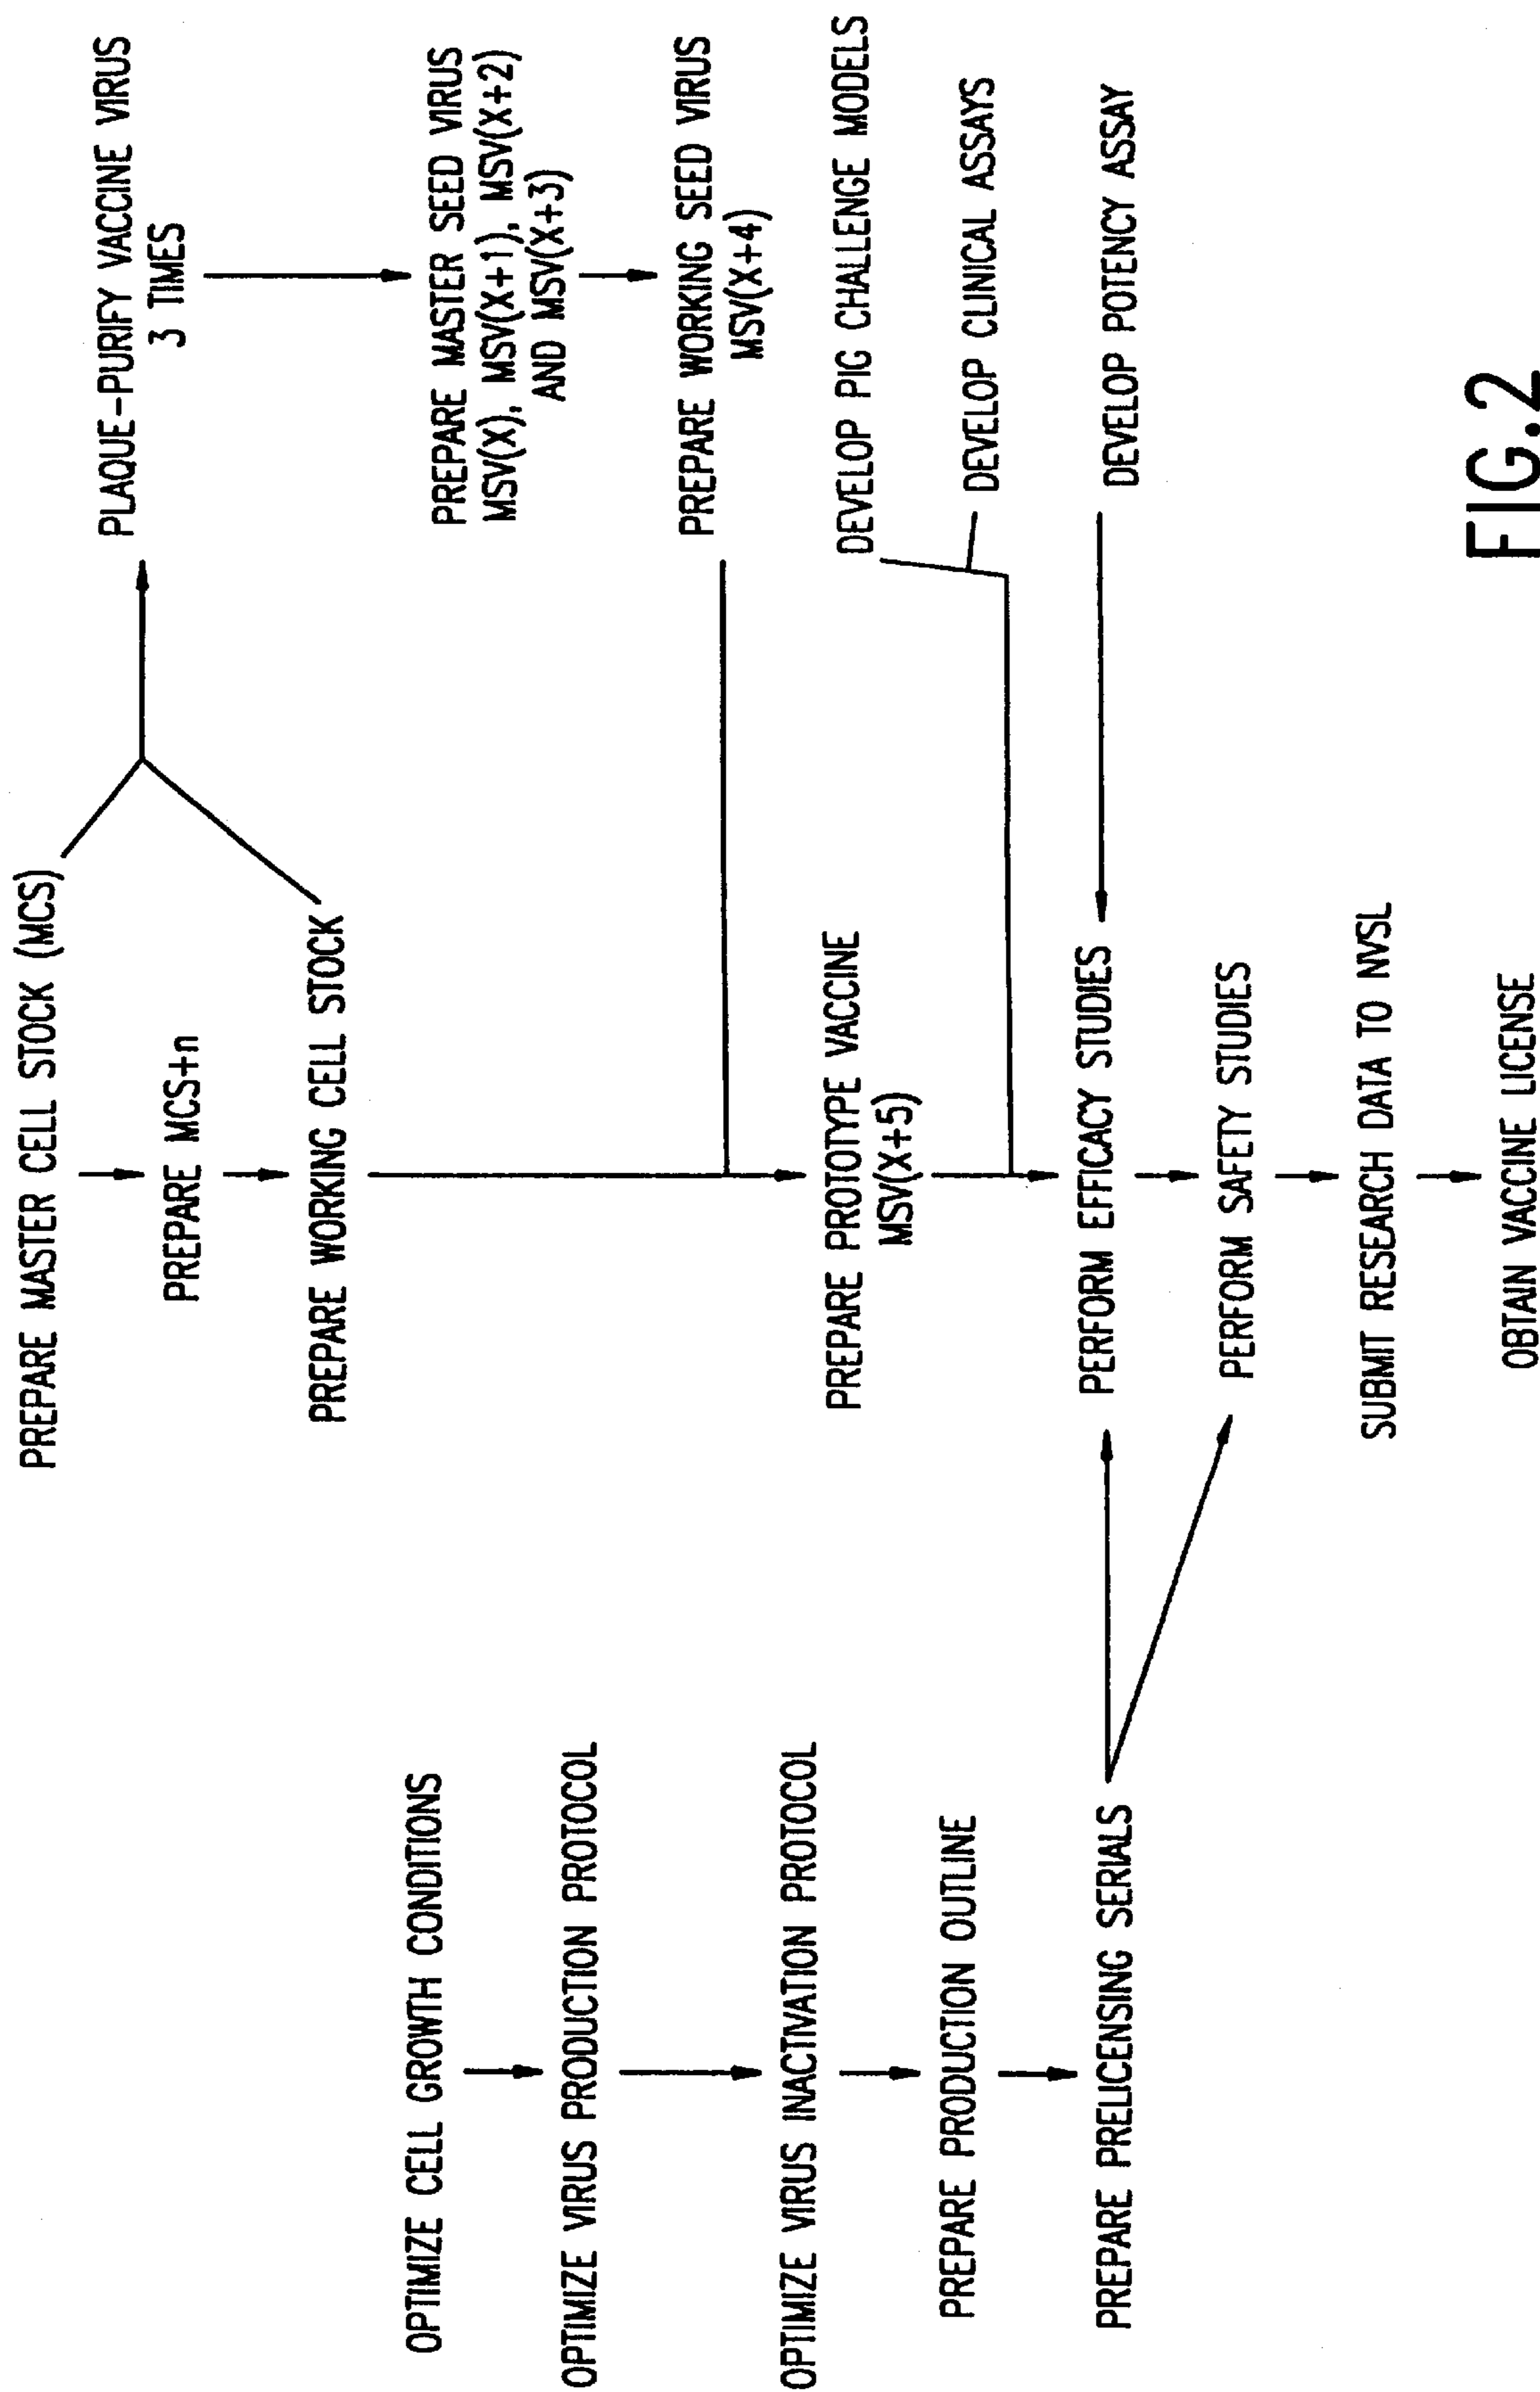 PREPARE MASTER CELL STOCK (MCS)
PREPARE MCS+n
PREPARE WORKING CELL STOCK
PLAQUE-PURIFY VACCINE VIRUS
3 TIMES
PREPARE MASTER SEED VIRUS
MSV(X), MSV(X+1), MSV(X+2)
AND MSV(X+3)
PREPARE WORKING SEED VIRUS
MSV(X+4)
OPTIMIZE CELL GROWTH CONDITIONS
OPTIMIZE VIRUS PRODUCTION PROTOCOL
OPTIMIZE VIRUS INACTIVATION PROTOCOL
PREPARE PRODUCTION OUTLINE
PREPARE PRELICENSING SERIALS
PREPARE PROTOTYPE VACCINE
MSV(X+5)
DEVELOP PIG CHALLENGE MODELS
DEVELOP CLINICAL ASSAYS
DEVELOP POTENCY ASSAY
PERFORM EFFICACY STUDIES
PERFORM SAFETY STUDIES
SUBMIT RESEARCH DATA TO NVSL
OBTAIN VACCINE LICENSE
FIG.2